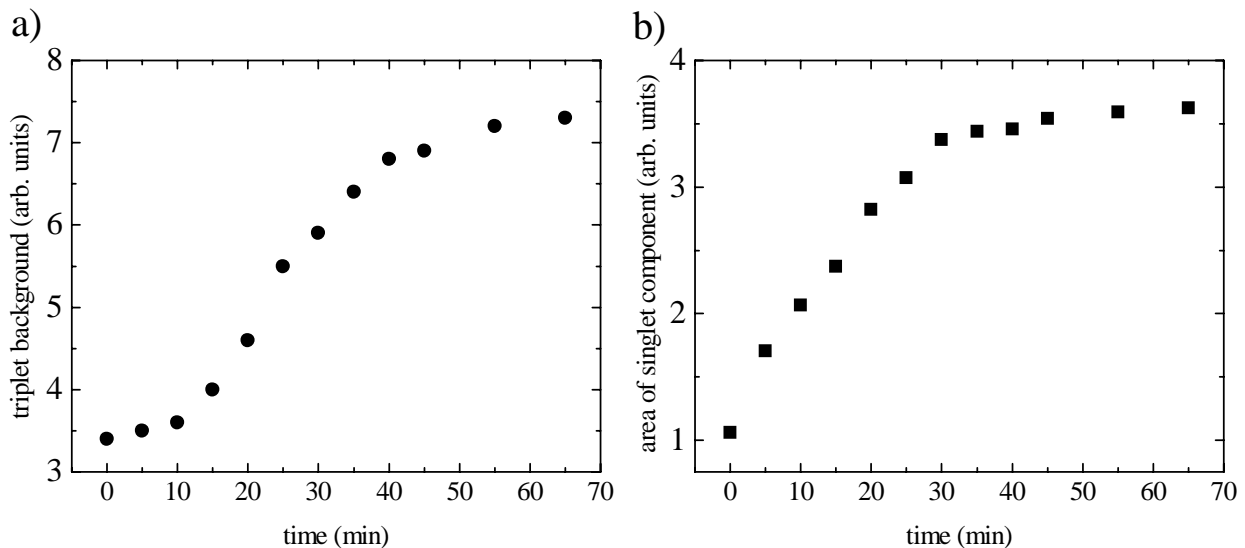 a)
triplet background (arb. units)
8
7
6
5
4
3
0 10 20 30 40 50 60 70
time (min)
b)
area of singlet component (arb. units)
4
3
2
1
0 10 20 30 40 50 60 70
time (min)